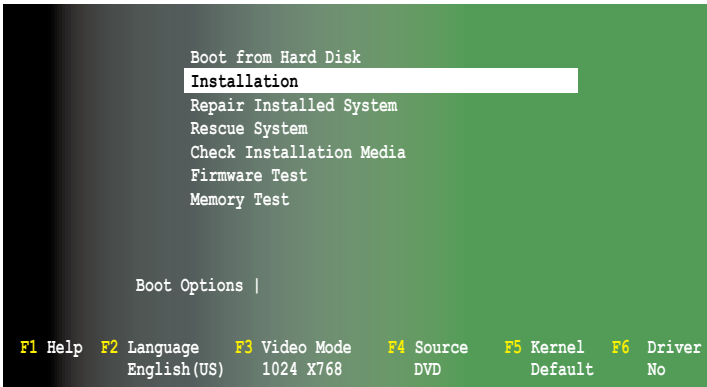 Boot from Hard Disk
Installation
Repair Installed System
Rescue System
Check Installation Media
Firmware Test
Memory Test
Boot Options |
F1 Help F2 Language F3 Video Mode F4 Source F5 Kernel F6 Driver
English(US) 1024 X768 DVD Default No